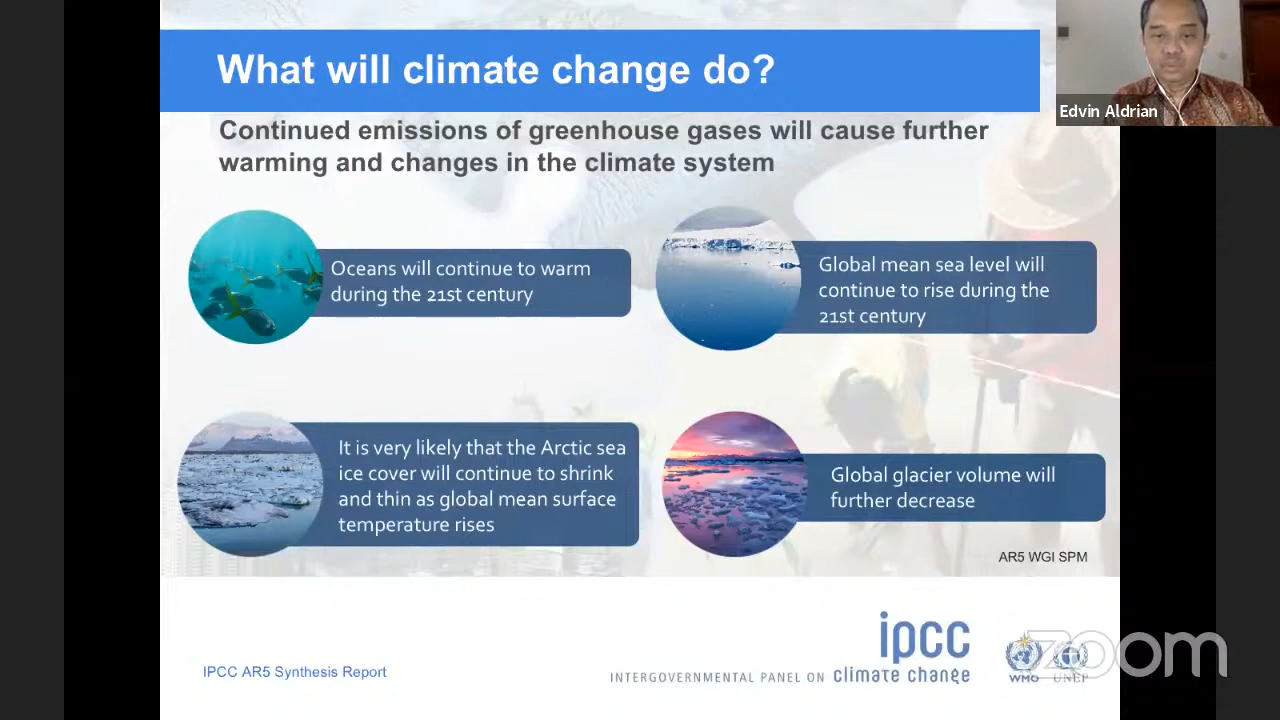 What will climate change do?
Edvin Aldrian
Continued emissions of greenhouse gases will cause further
warming and changes in the climate system
Oceans will continue to warm
during the 21st century
Global mean sea level will
continue to rise during the
21st century
It is very likely that the Arctic sea
ice cover will continue to shrink
and thin as global mean surface
temperature rises
Global glacier volume will
further decrease
AR5 WGI SPM
IPCC AR5 Synthesis Report
ipcc
INTERGOVERNMENTAL PANEL ON climate change
WMO
UNEP
zoom